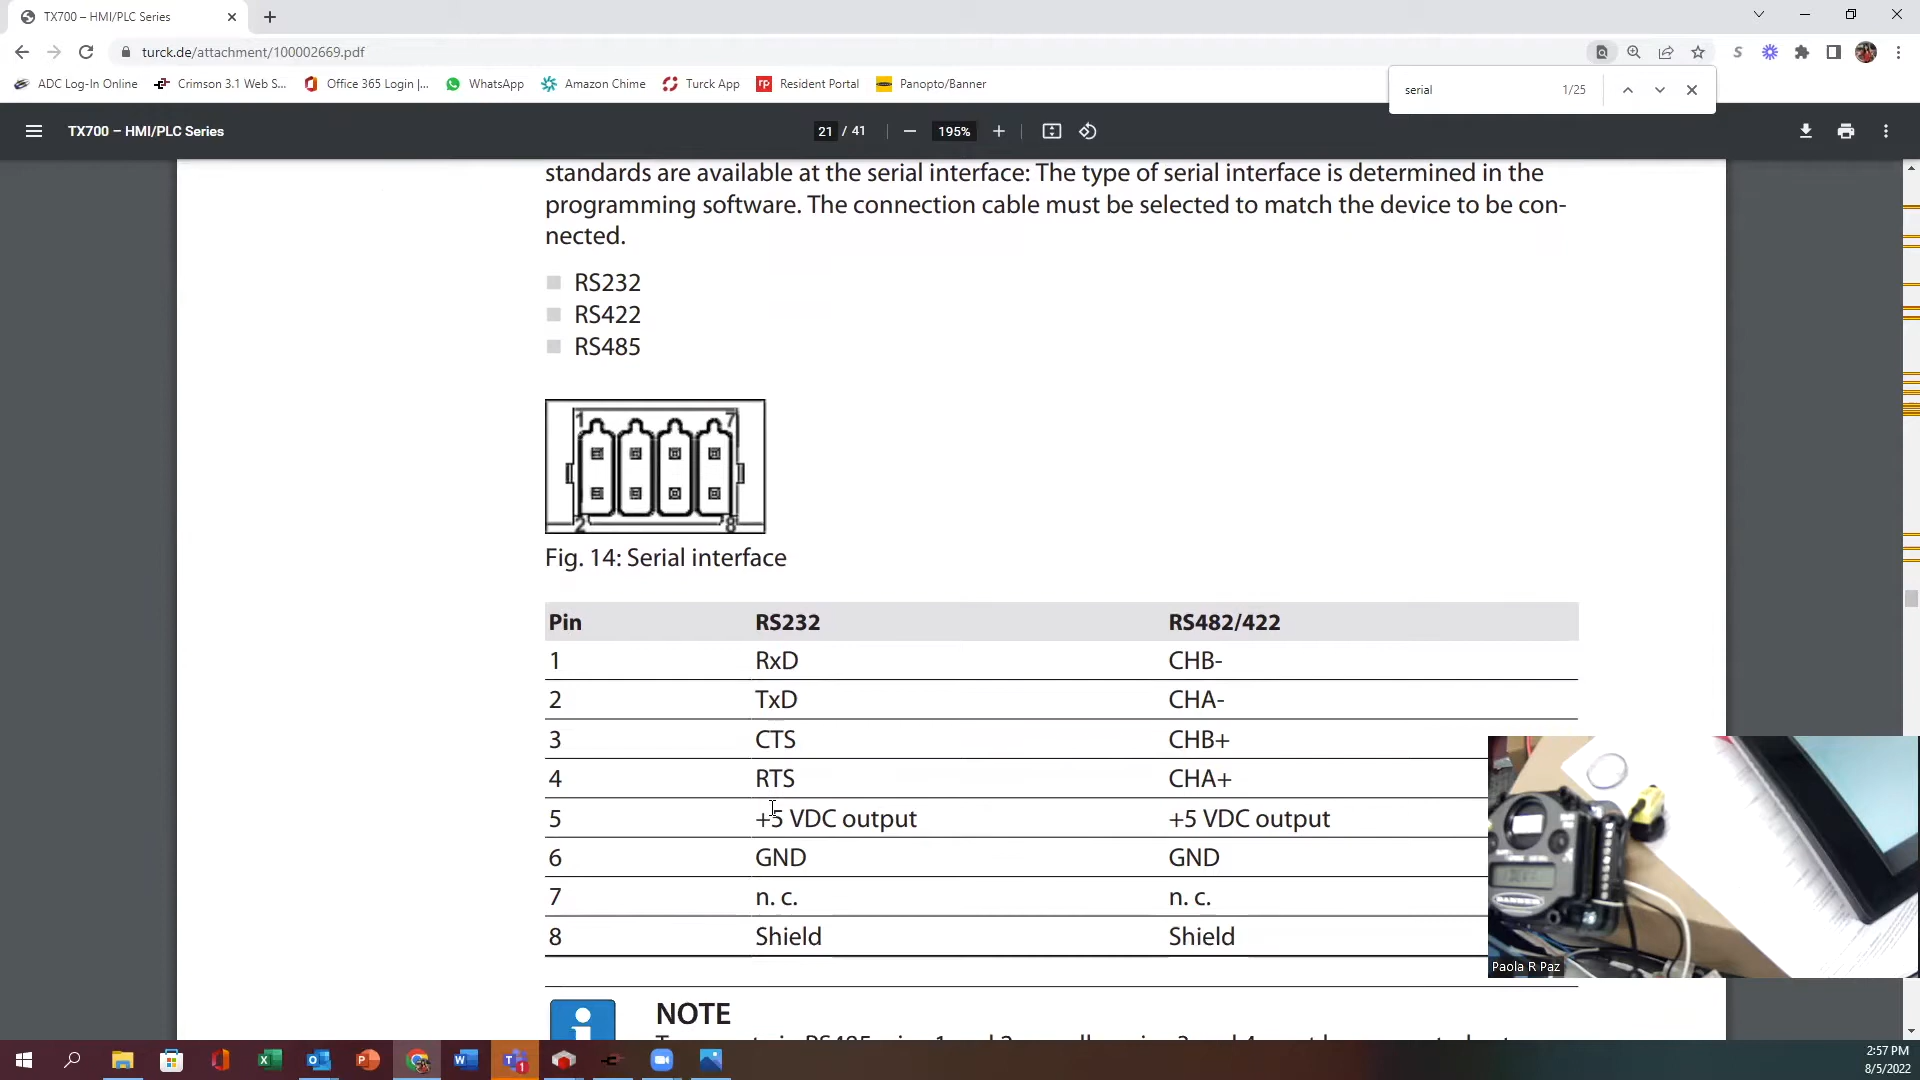 TX700 – HMI/PLC Series
turck.de/attachment/100002669.pdf
ADC Log-In Online
Crimson 3.1 Web S...
Office 365 Login |...
WhatsApp
Amazon Chime
Turck App
rp
Resident Portal
Panopto/Banner
serial
1/25
TX700 – HMI/PLC Series
21 / 41
195%
standards are available at the serial interface: The type of serial interface is determined in the
programming software. The connection cable must be selected to match the device to be con-
nected.
RS232
RS422
RS485
1 7
2 8
Fig. 14: Serial interface
Pin RS232 RS482/422
1 RxD CHB-
2 TxD CHA-
3 CTS CHB+
4 RTS CHA+
5 +5 VDC output +5 VDC output
6 GND GND
7 n. c. n. c.
8 Shield Shield
BANNER
Paola R Paz
NOTE
2:57 PM
8/5/2022